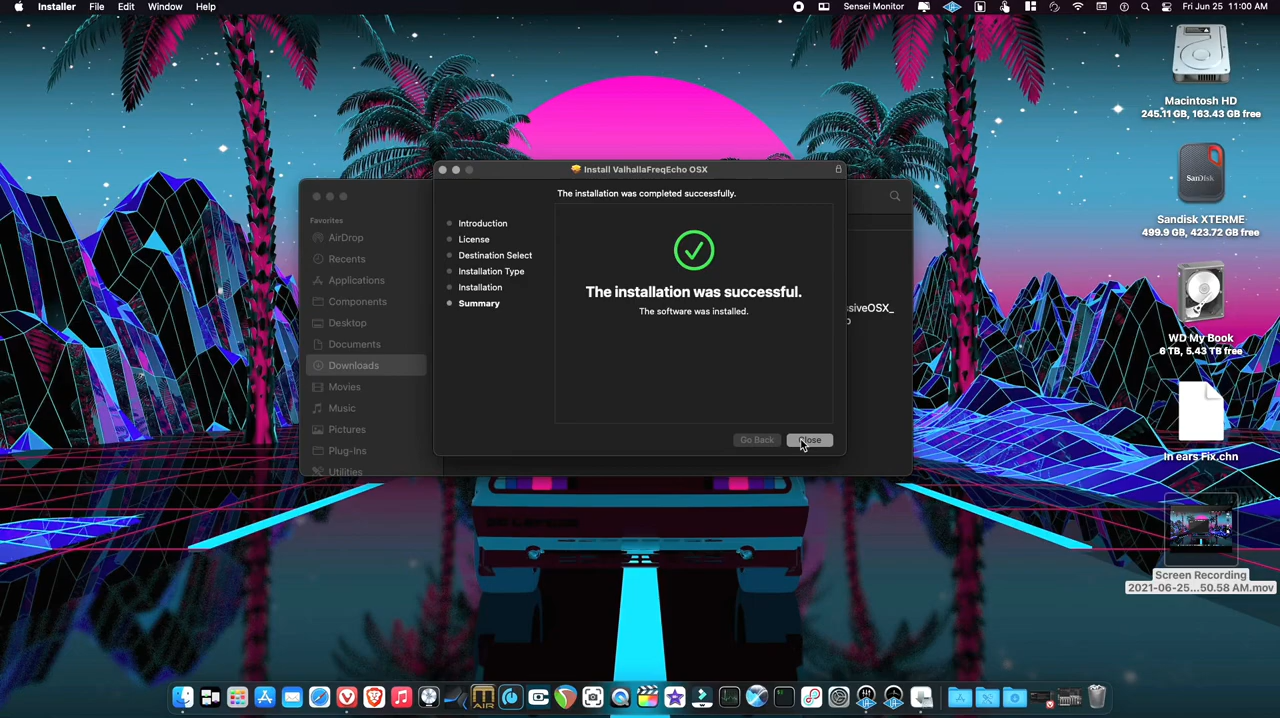 Installer File Edit Window Help
Sensei Monitor
Fri Jun 25 11:00 AM
Macintosh HD
245.11 GB, 163.43 GB free
SanDisk
Sandisk XTERME
499.9 GB, 423.72 GB free
WD My Book
6 TB, 5.43 TB free
In ears Fix.chn
Screen Recording
2021-06-25...50.58 AM.mov
Install ValhallaFreqEcho OSX
The installation was completed successfully.
Introduction
License
Destination Select
Installation Type
Installation
Summary
The installation was successful.
The software was installed.
Go Back
Close
Favorites
AirDrop
Recents
Applications
Components
Desktop
Documents
Downloads
Movies
Music
Pictures
Plug-Ins
Utilities
ssiveOSX_
AIR